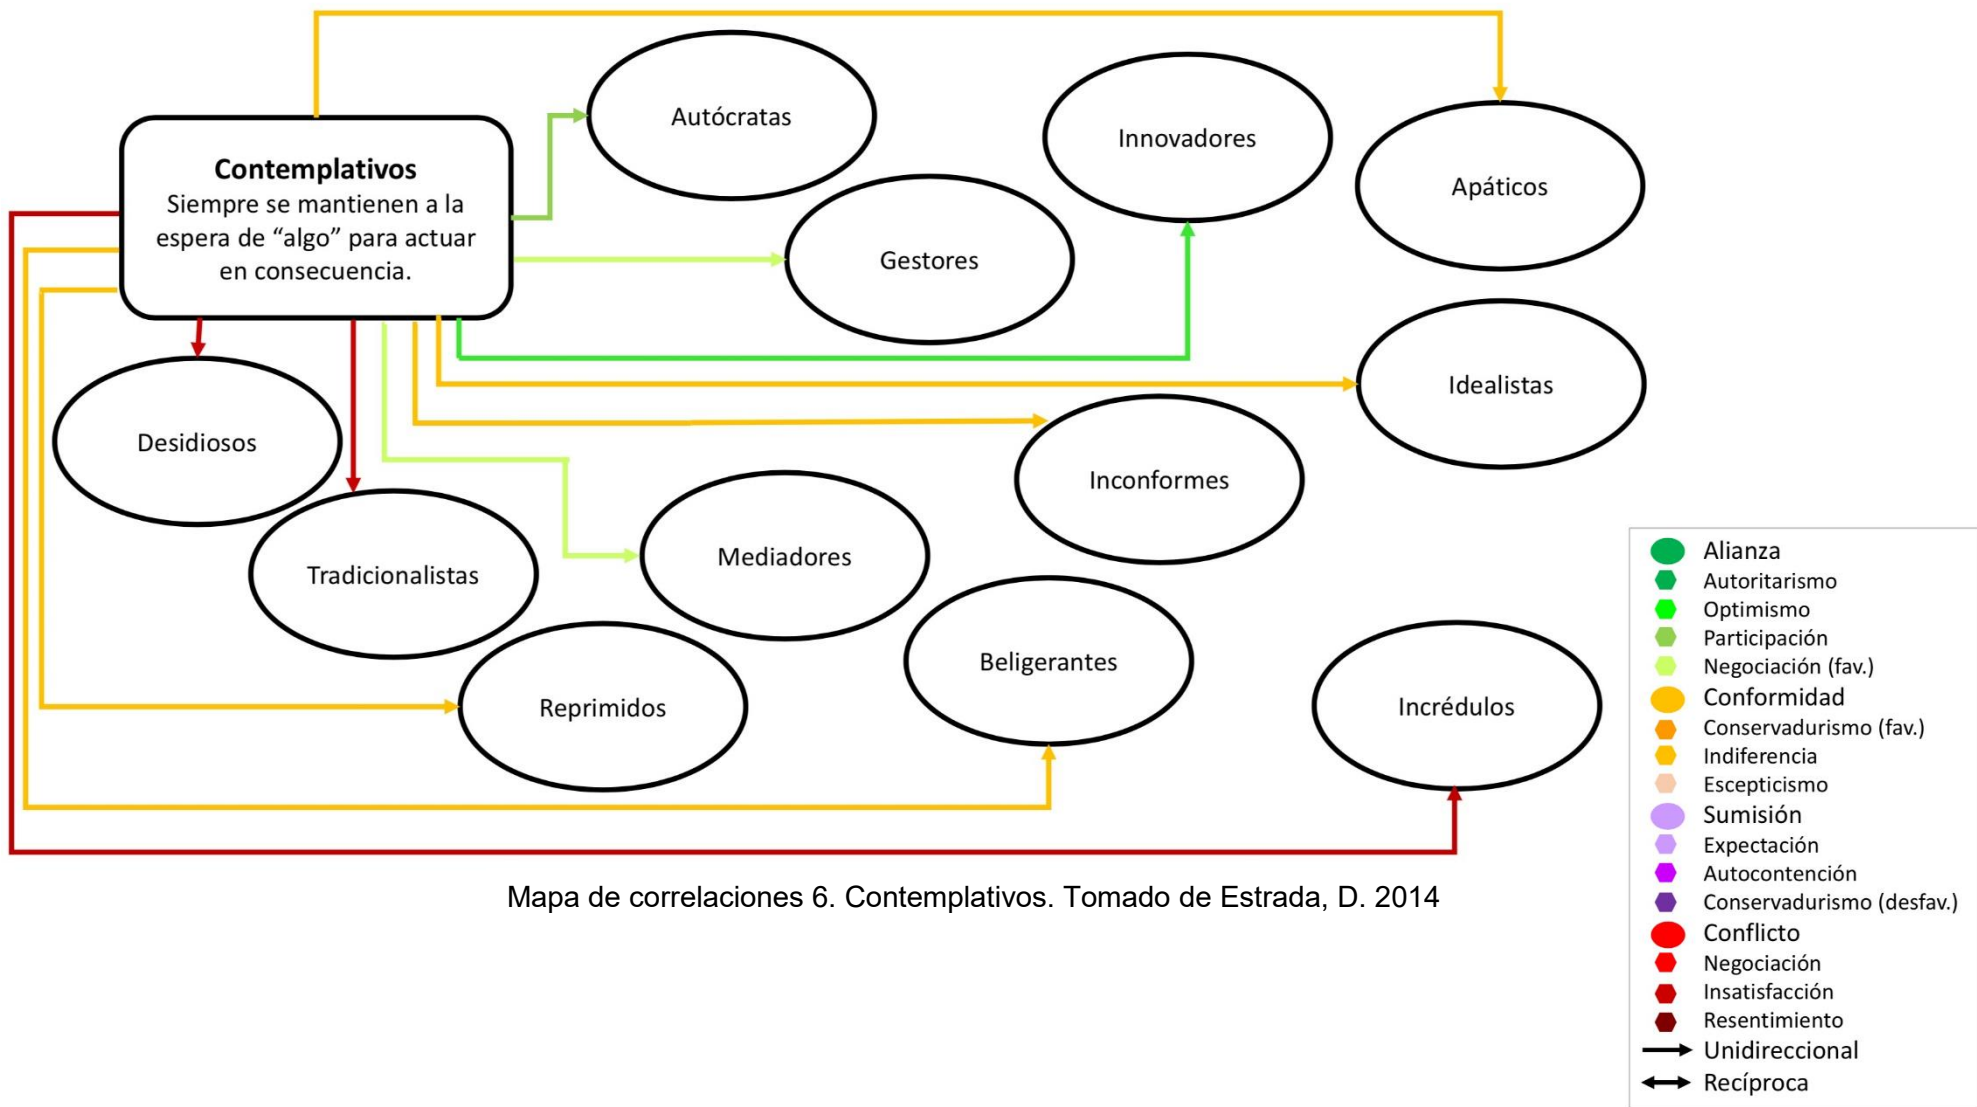 Contemplativos
Siempre se mantienen a la
espera de “algo” para actuar
en consecuencia.
Autócratas
Innovadores
Apáticos
Gestores
Idealistas
Desidiosos
Inconformes
Tradicionalistas
Mediadores
Beligerantes
Reprimidos
Incrédulos
Alianza
Autoritarismo
Optimismo
Participación
Negociación (fav.)
Conformidad
Conservadurismo (fav.)
Indiferencia
Escepticismo
Sumisión
Expectación
Autocontención
Conservadurismo (desfav.)
Conflicto
Negociación
Insatisfacción
Resentimiento
Unidireccional
Recíproca
Mapa de correlaciones 6. Contemplativos. Tomado de Estrada, D. 2014